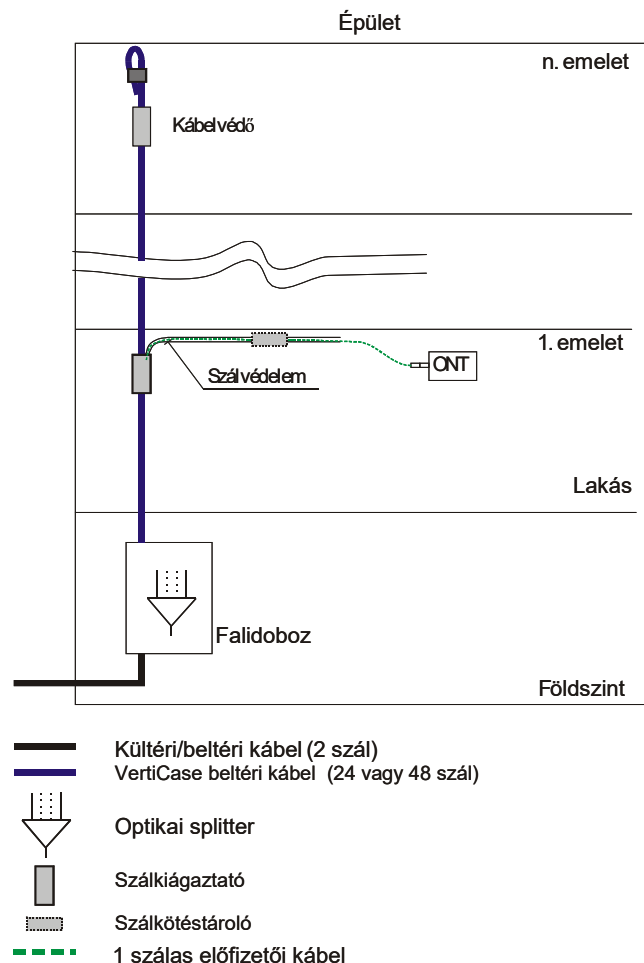 Épület
n. emelet
Kábelvédő
1. emelet
ONT
Szálvédelem
Lakás
Falidoboz
Földszint
Kültéri/beltéri kábel (2 szál)
VertiCase beltéri kábel (24 vagy 48 szál)
Optikai splitter
Szálkiágaztató
Szálkötéstároló
1 szálas előfizetői kábel